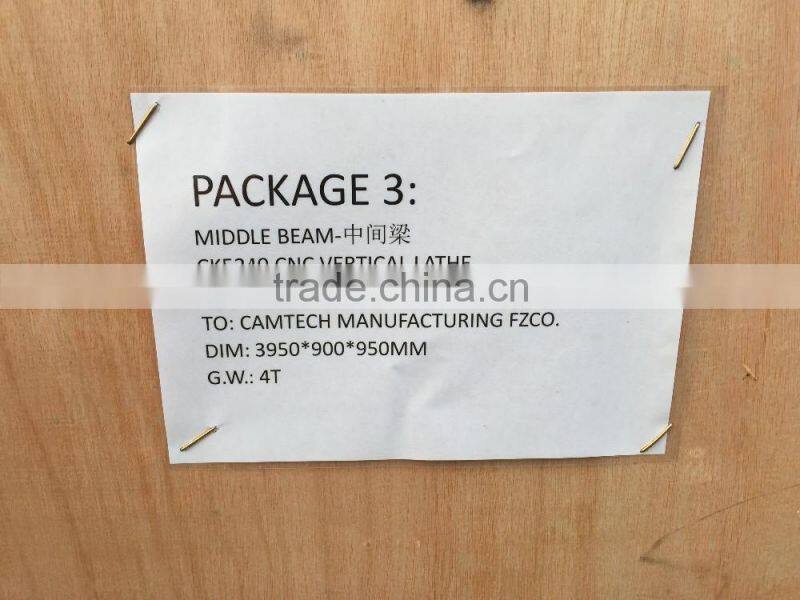 PACKAGE 3:
MIDDLE BEAM-中间梁
CNC VERTICAL LATHE
trade.china.cn
TO: CAMTECH MANUFACTURING FZCO.
DIM: 3950*900*950MM
G.W.: 4T